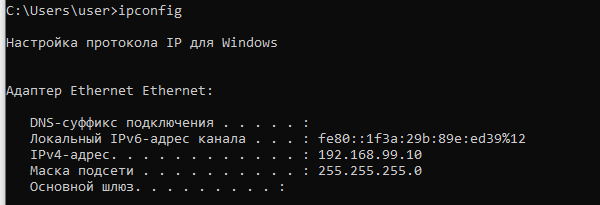 C:\Users\user>ipconfig
Настройка протокола IP для Windows
Адаптер Ethernet Ethernet:
DNS-суффикс подключения . . . . . :
Локальный IPv6-адрес канала . . . : fe80::1f3a:29b:89e:ed39%12
IPv4-адрес. . . . . . . . . . . . : 192.168.99.10
Маска подсети . . . . . . . . . . : 255.255.255.0
Основной шлюз. . . . . . . . . :